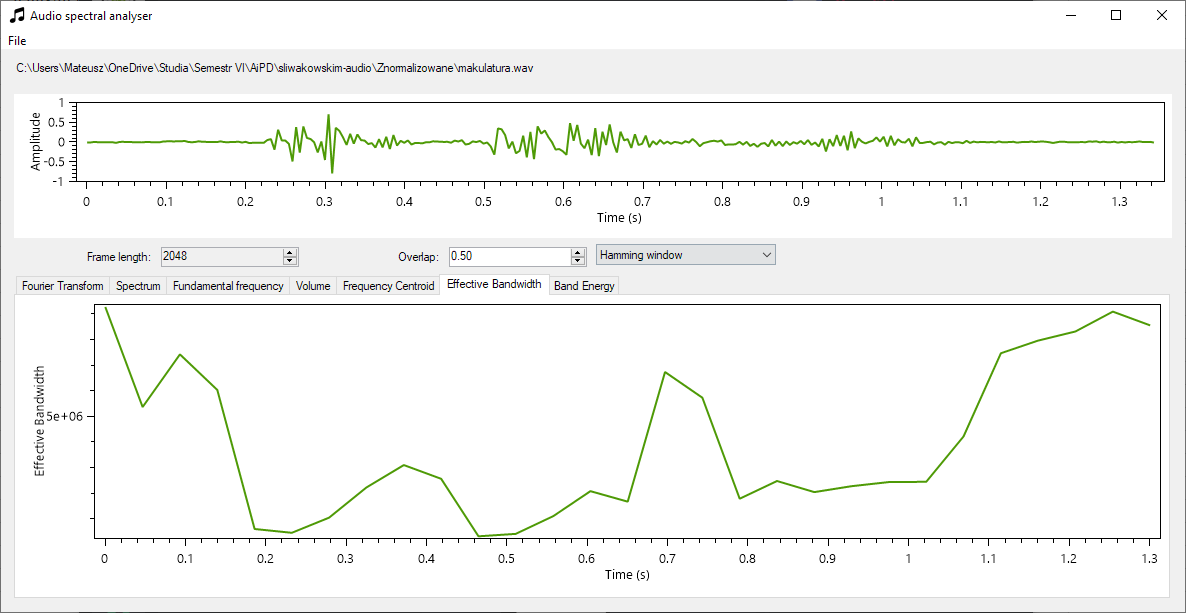 Audio spectral analyser
File
C:\Users\Mateusz\OneDrive\Studia\Semestr VI\AiPD\sliwakowskim-audio\Znormalizowane\makulatura.wav
Amplitude
1
0.5
0
-0.5
-1
0 0.1 0.2 0.3 0.4 0.5 0.6 0.7 0.8 0.9 1 1.1 1.2 1.3
Time (s)
Frame length: 2048 Overlap: 0.50 Hamming window
Fourier Transform Spectrum Fundamental frequency Volume Frequency Centroid Effective Bandwidth Band Energy
Effective Bandwidth
5e+06
0 0.1 0.2 0.3 0.4 0.5 0.6 0.7 0.8 0.9 1 1.1 1.2 1.3
Time (s)